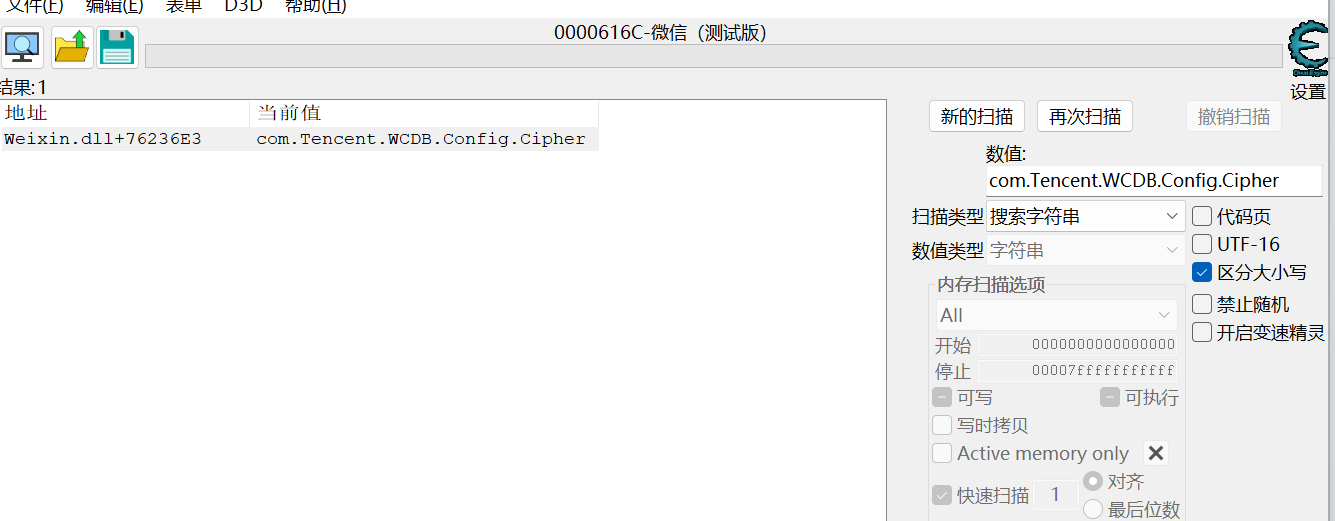 文件(F) 编辑(E) 表单 D3D 帮助(H)
0000616C-微信（测试版）
Cheat Engine
设置
结果:1
地址 当前值
Weixin.dll+76236E3 com.Tencent.WCDB.Config.Cipher
新的扫描 再次扫描 撤销扫描
数值:
com.Tencent.WCDB.Config.Cipher
扫描类型 搜索字符串 代码页
数值类型 字符串 UTF-16
内存扫描选项 区分大小写
All 禁止随机
开始 0000000000000000 开启变速精灵
停止 00007fffffffffff
可写 可执行
写时拷贝
Active memory only
快速扫描 1 对齐
最后位数